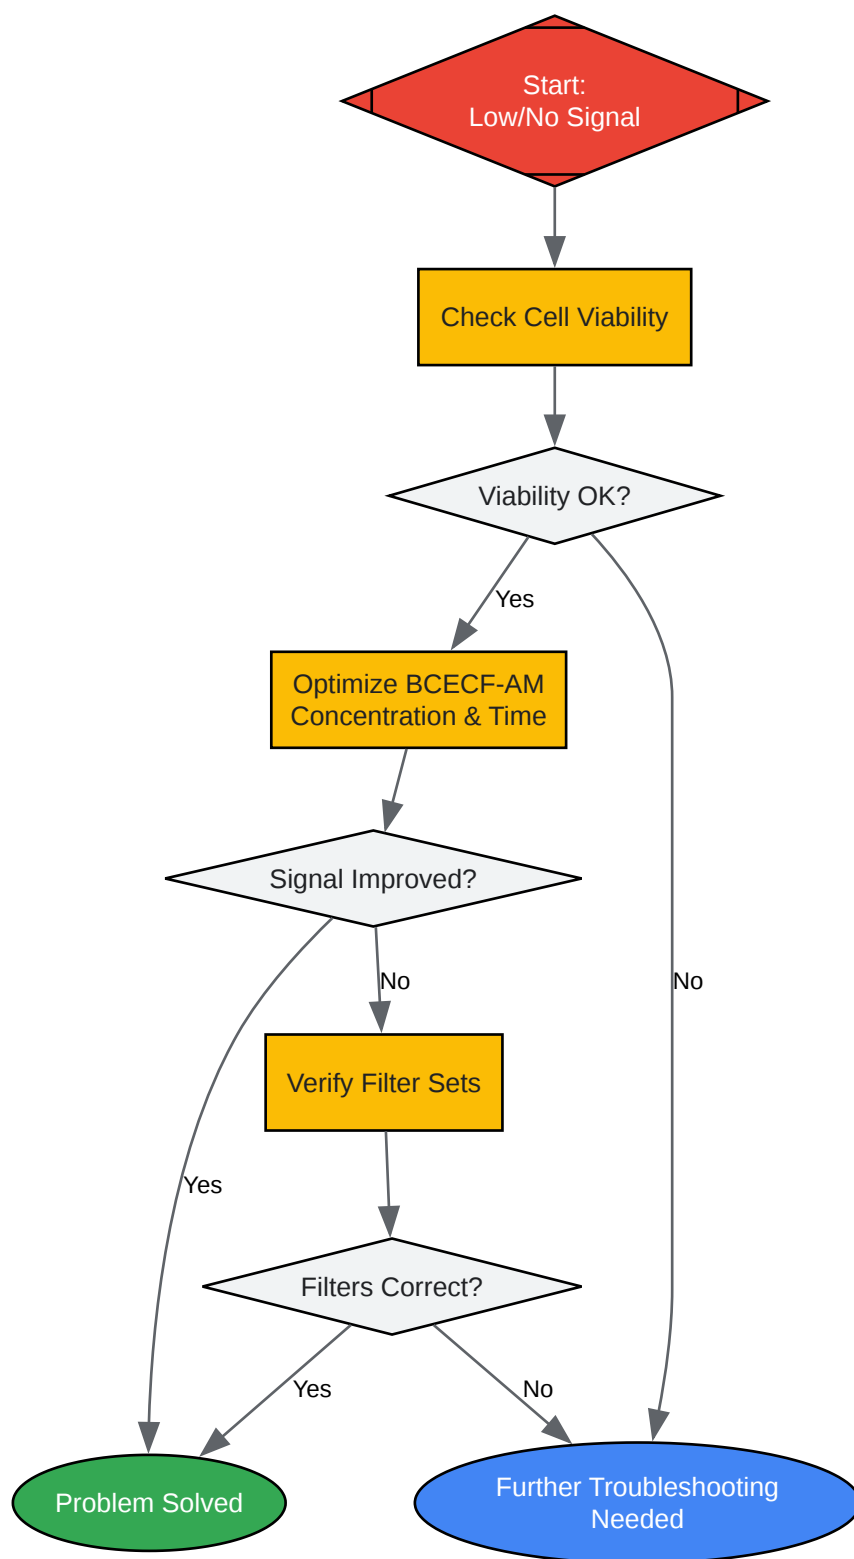 Start:
Low/No Signal
Check Cell Viability
Viability OK?
Yes
Optimize BCECF-AM
Concentration & Time
Signal Improved?
No
No
Verify Filter Sets
Yes
Filters Correct?
Yes
No
Problem Solved
Further Troubleshooting
Needed